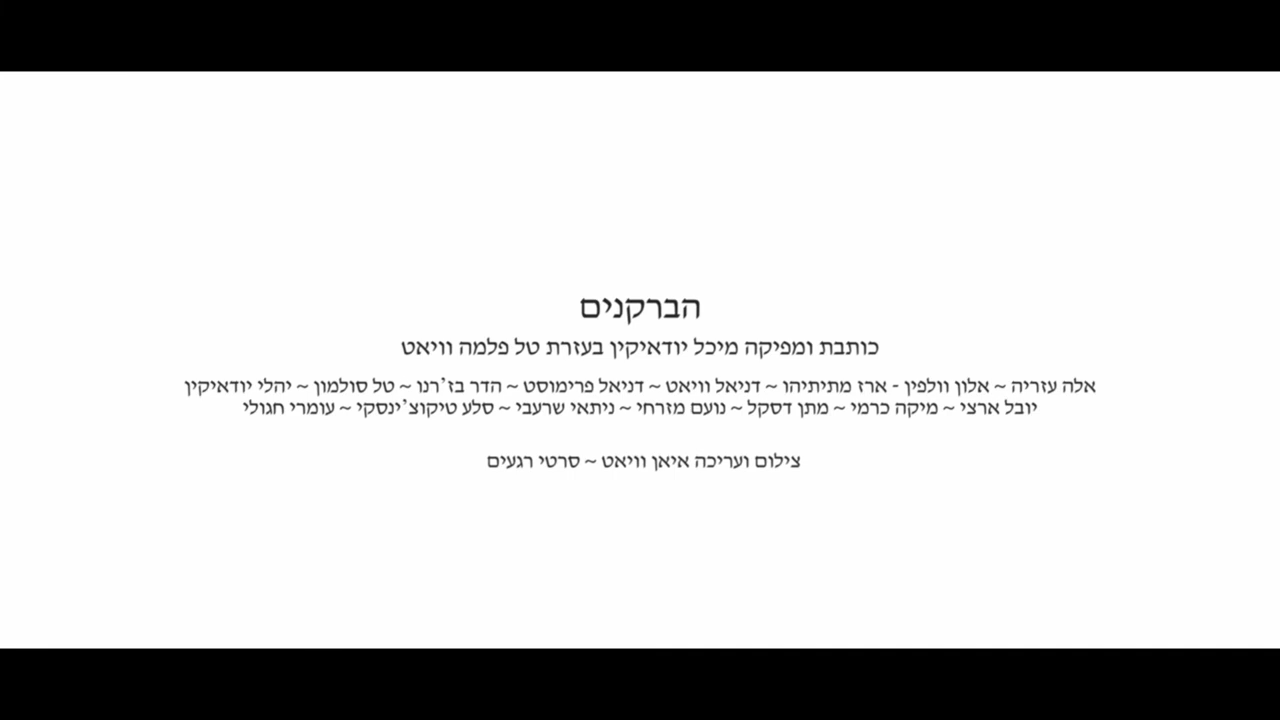 הברקנים
כותבת ומפיקה מיכל יודאיקין בעזרת טל פלמה וויאט
אלה עזריה ~ אלון וולפין - ארז מתיתיהו ~ דניאל וויאט ~ דניאל פרימוסט ~ הדר בז'רנו ~ טל סולמון ~ יהלי יודאיקין
יובל ארצי ~ מיקה כרמי ~ מתן דסקל ~ נועם מזרחי ~ ניתאי שרעבי ~ סלע טיקוצ'ינסקי ~ עומרי חגולי
צילום ועריכה איאן וויאט ~ סרטי רגעים